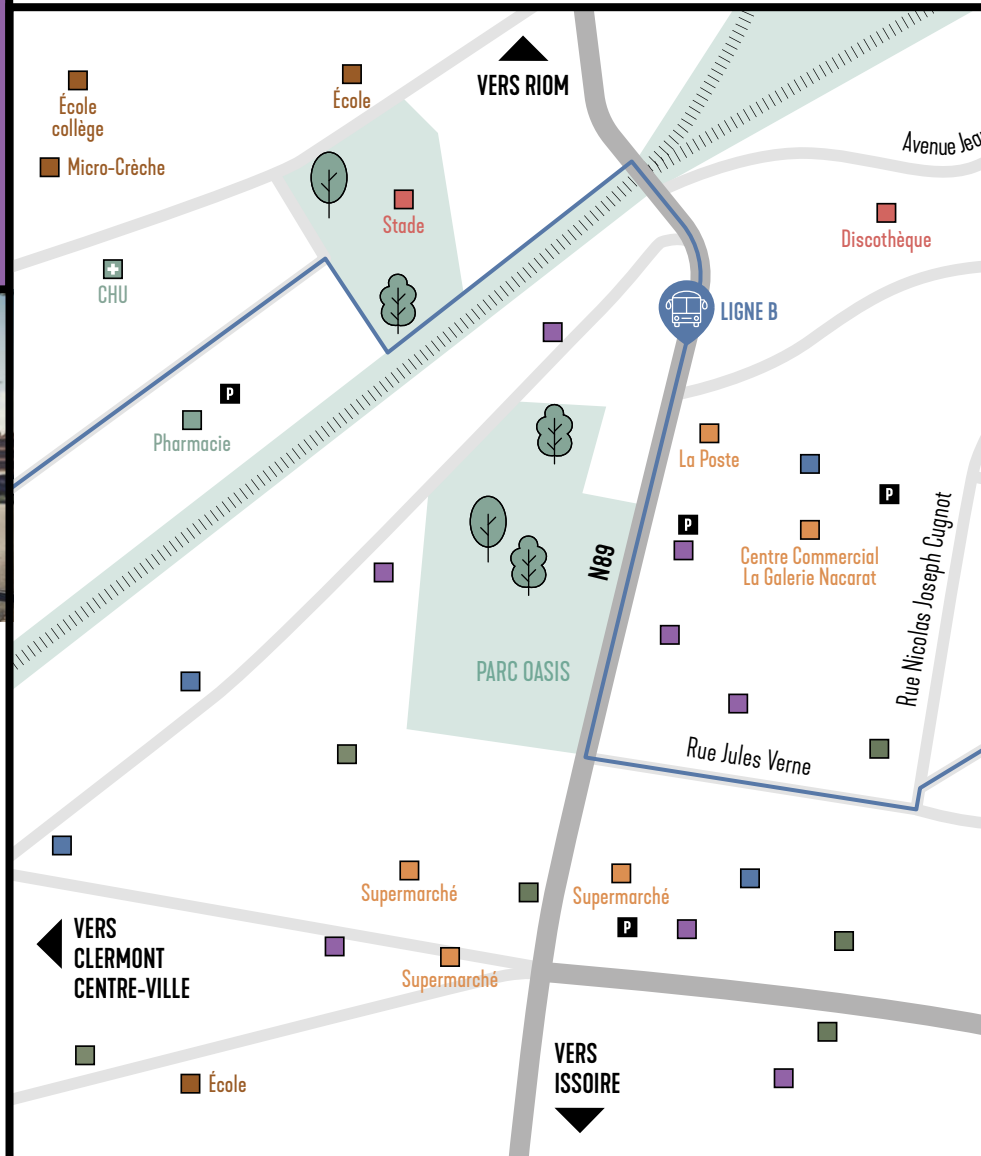 VERS RIOM
École
collège
École
Micro-Crèche
Avenue
Stade
Discothèque
CHU
LIGNE B
P
Pharmacie
La Poste
P
P
Centre Commercial
La Galerie Nacarat
N89
Rue Nicolas Joseph Cugnot
PARC OASIS
Rue Jules Verne
Supermarché
Supermarché
P
VERS
CLERMONT
CENTRE-VILLE
Supermarché
VERS
ISSOIRE
École